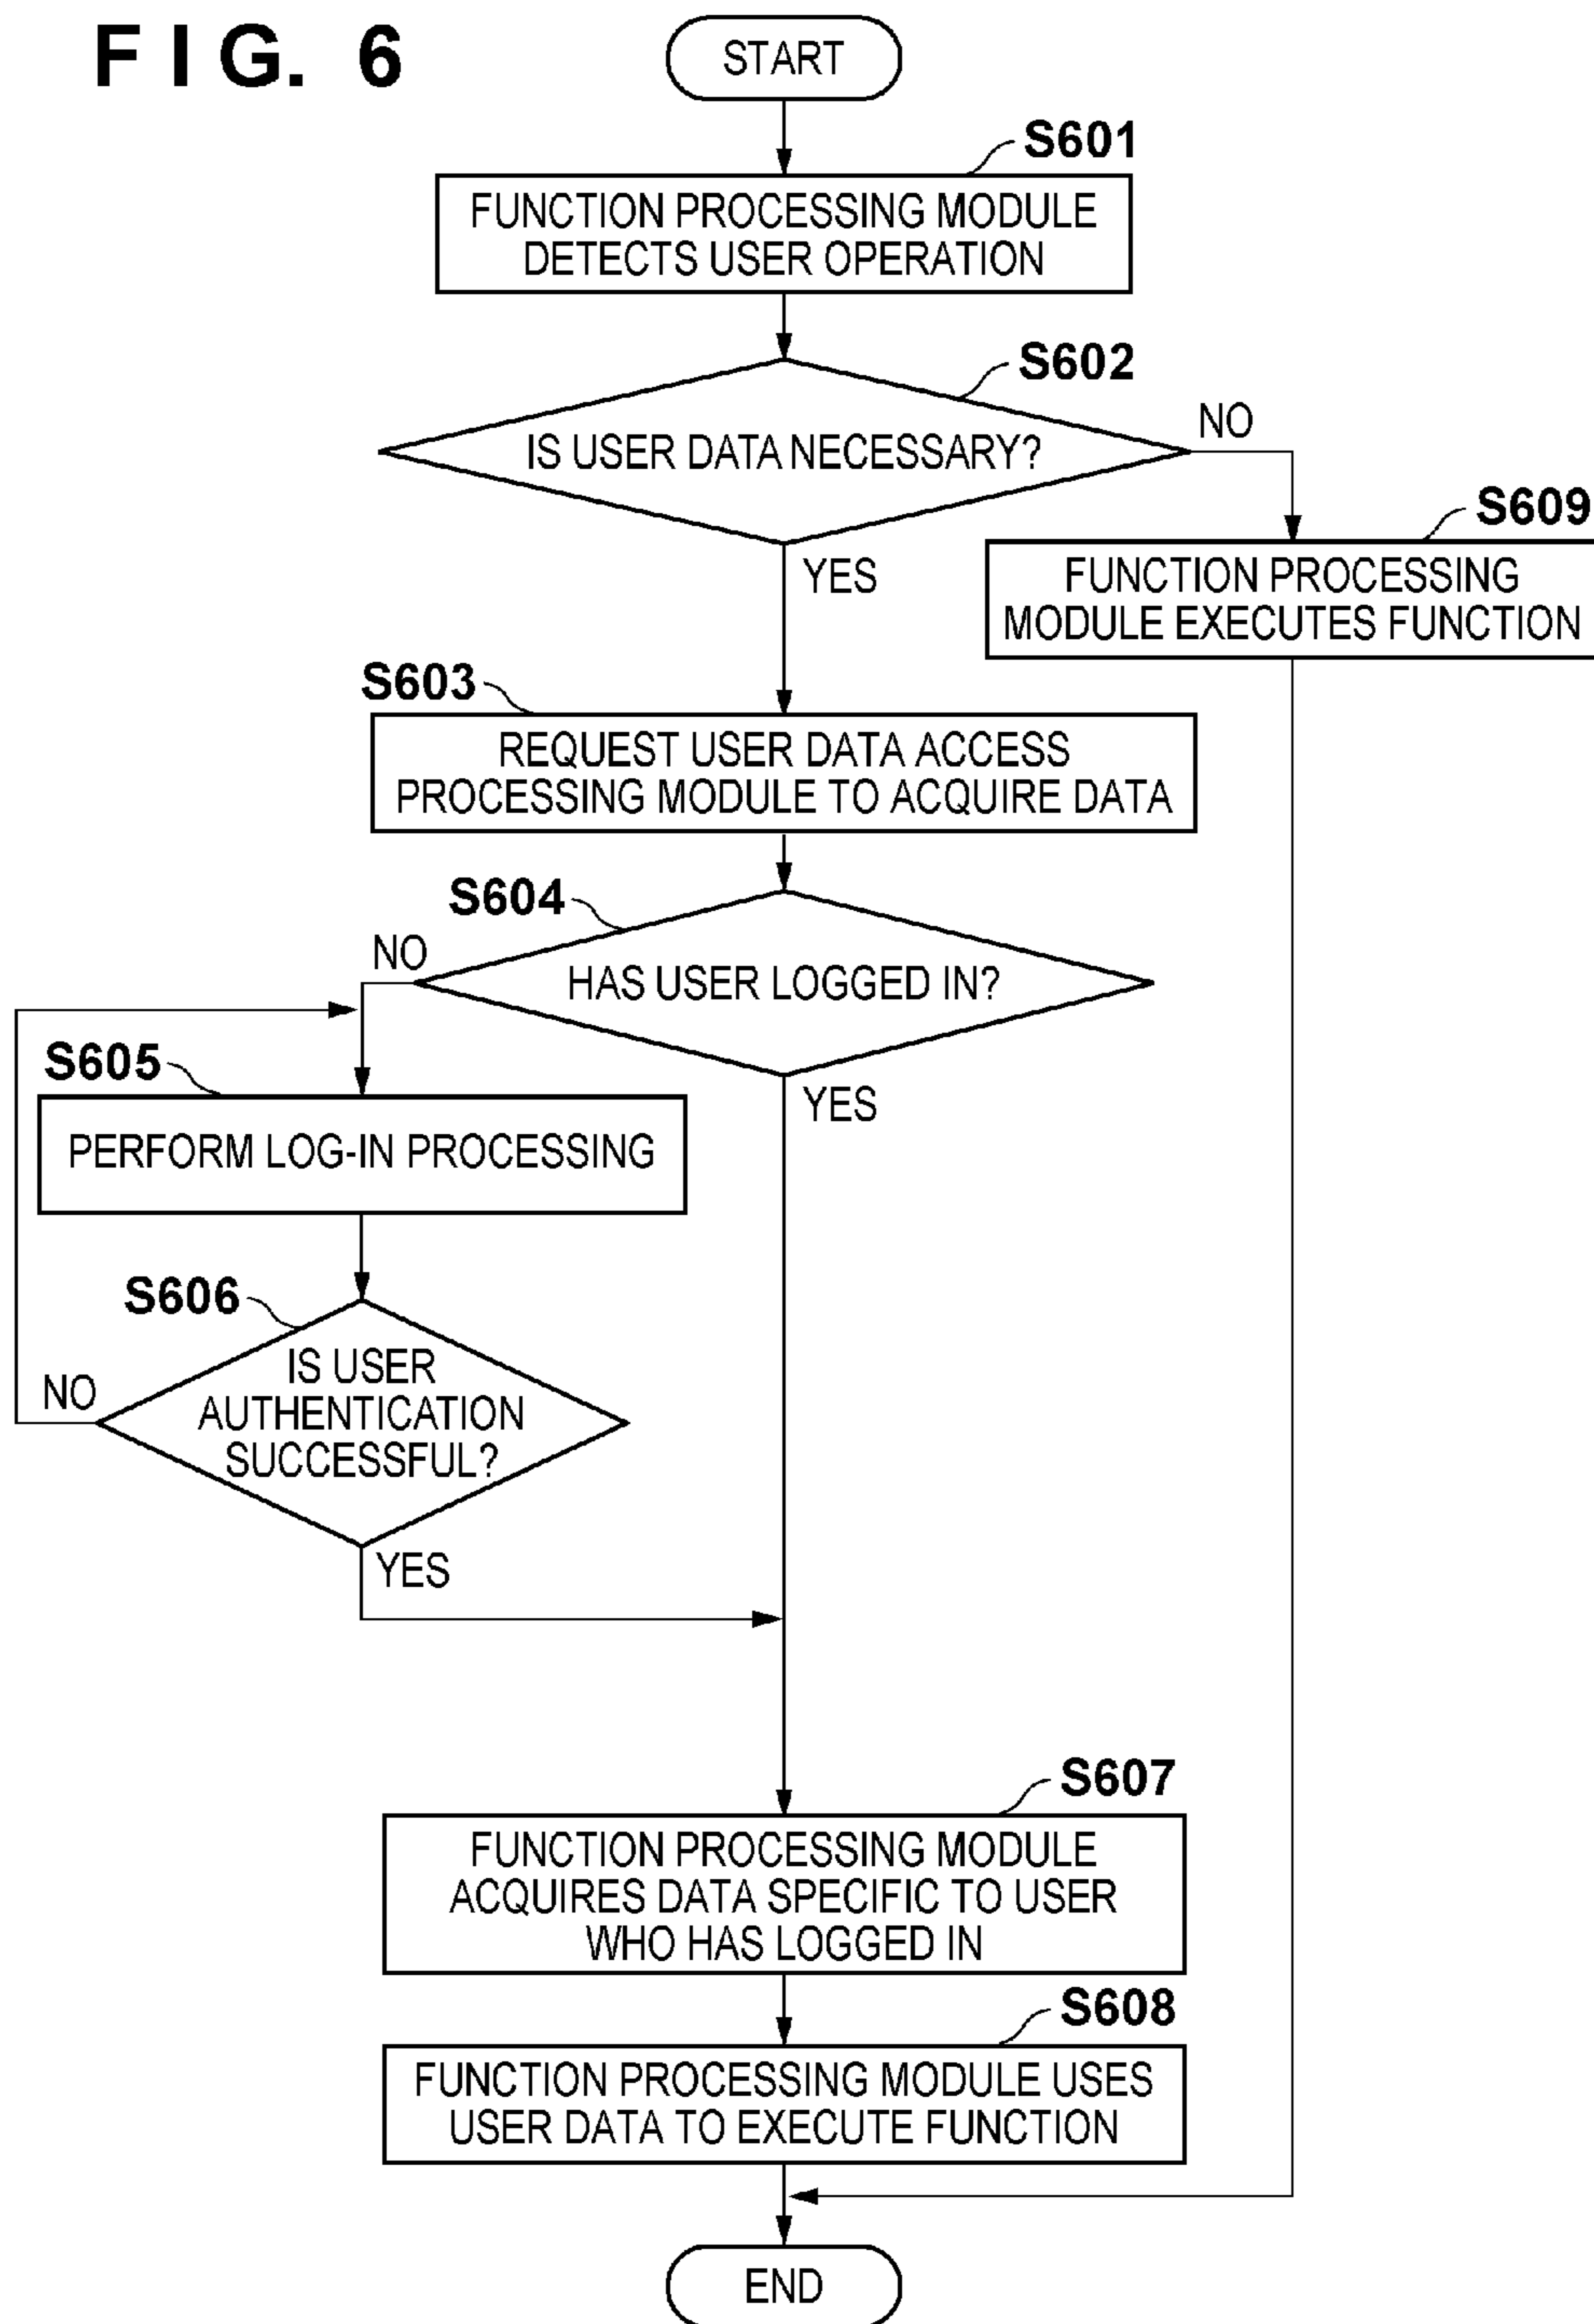 FIG. 6
START
S601
FUNCTION PROCESSING MODULE
DETECTS USER OPERATION
S602
IS USER DATA NECESSARY?
NO
YES
S609
FUNCTION PROCESSING
MODULE EXECUTES FUNCTION
S603
REQUEST USER DATA ACCESS
PROCESSING MODULE TO ACQUIRE DATA
S604
HAS USER LOGGED IN?
NO
YES
S605
PERFORM LOG-IN PROCESSING
S606
IS USER
AUTHENTICATION
SUCCESSFUL?
NO
YES
S607
FUNCTION PROCESSING MODULE
ACQUIRES DATA SPECIFIC TO USER
WHO HAS LOGGED IN
S608
FUNCTION PROCESSING MODULE USES
USER DATA TO EXECUTE FUNCTION
END